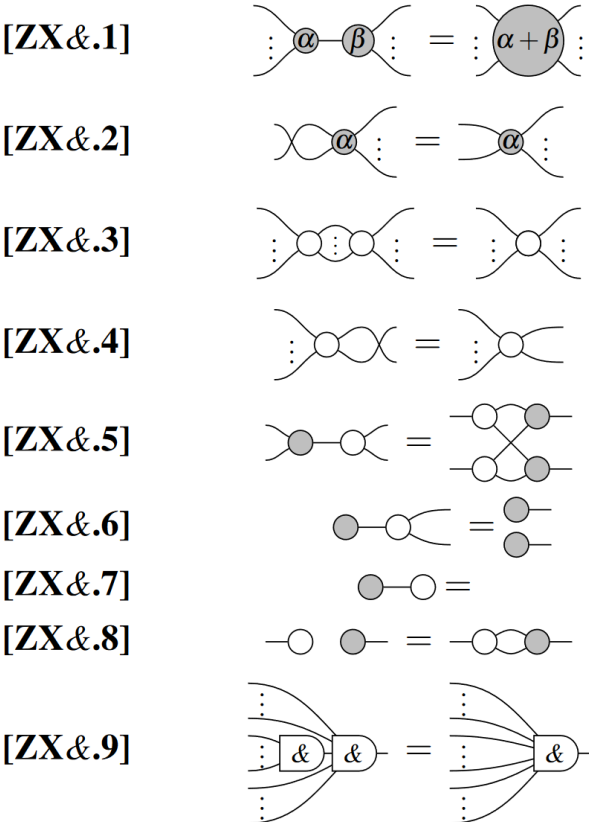 [ZX&.1] α β = α + β
[ZX&.2] α = α
[ZX&.3] =
[ZX&.4] =
[ZX&.5] =
[ZX&.6] =
[ZX&.7] =
[ZX&.8] =
[ZX&.9] & & = &